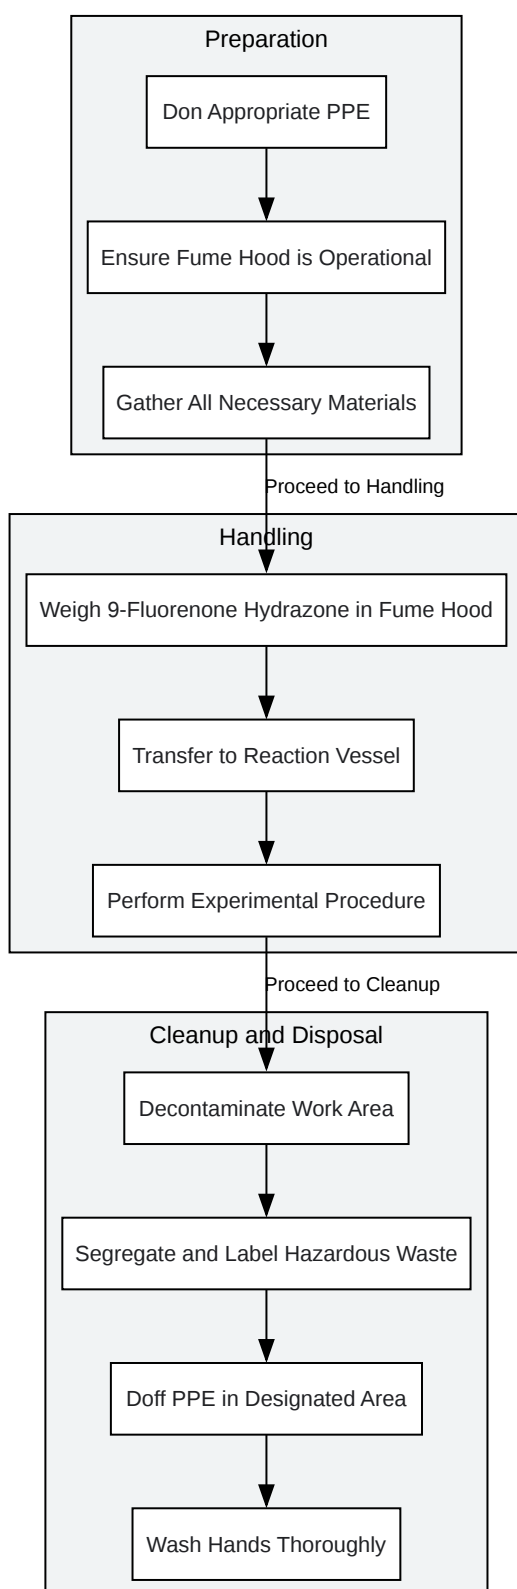 Preparation
Don Appropriate PPE
Ensure Fume Hood is Operational
Gather All Necessary Materials
Proceed to Handling
Handling
Weigh 9-Fluorenone Hydrazone in Fume Hood
Transfer to Reaction Vessel
Perform Experimental Procedure
Proceed to Cleanup
Cleanup and Disposal
Decontaminate Work Area
Segregate and Label Hazardous Waste
Doff PPE in Designated Area
Wash Hands Thoroughly